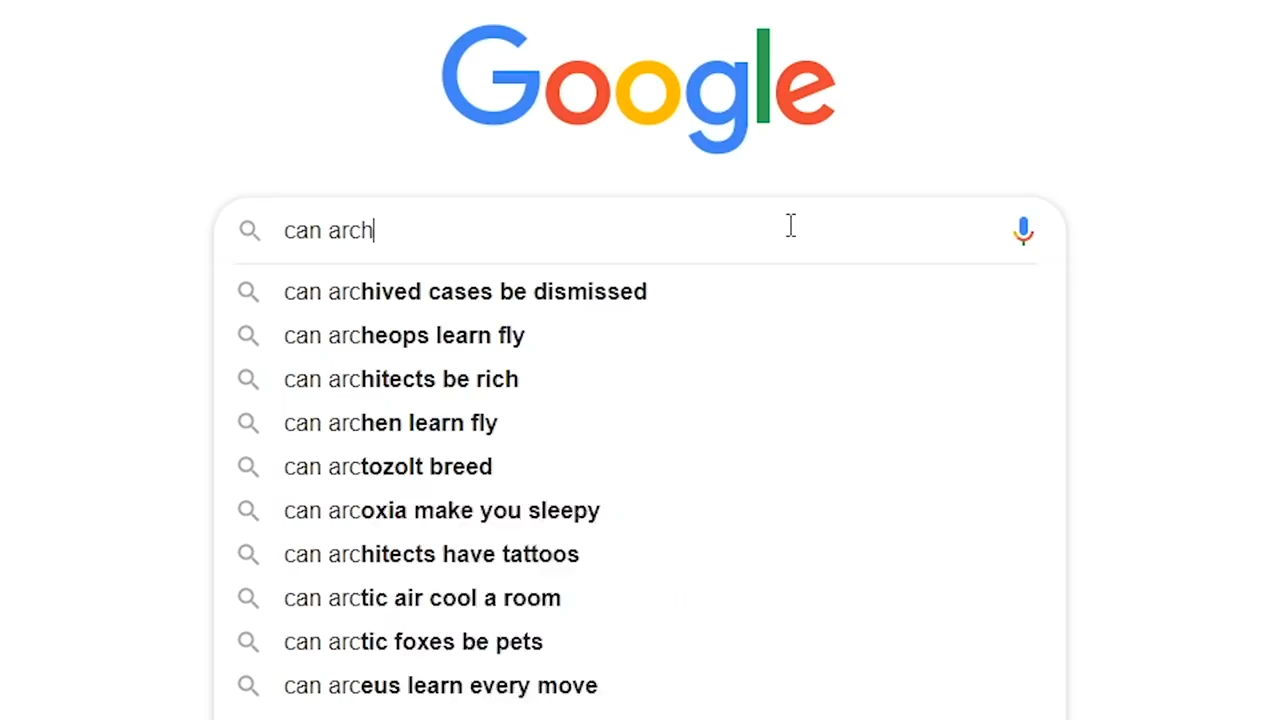 Google
can arch
can archived cases be dismissed
can archeops learn fly
can architects be rich
can archen learn fly
can arctozolt breed
can arcoxia make you sleepy
can architects have tattoos
can arctic air cool a room
can arctic foxes be pets
can arceus learn every move